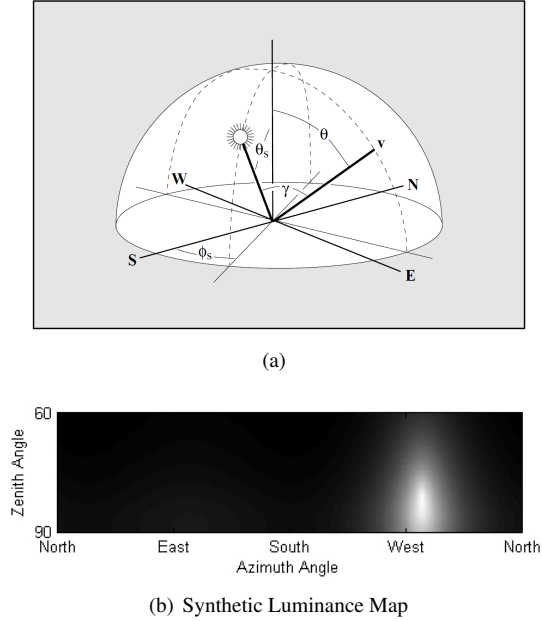 θ
v
θs
W
γ
N
S
ϕs
E
(a)
60
Zenith Angle
90
North East South West North
Azimuth Angle
(b) Synthetic Luminance Map